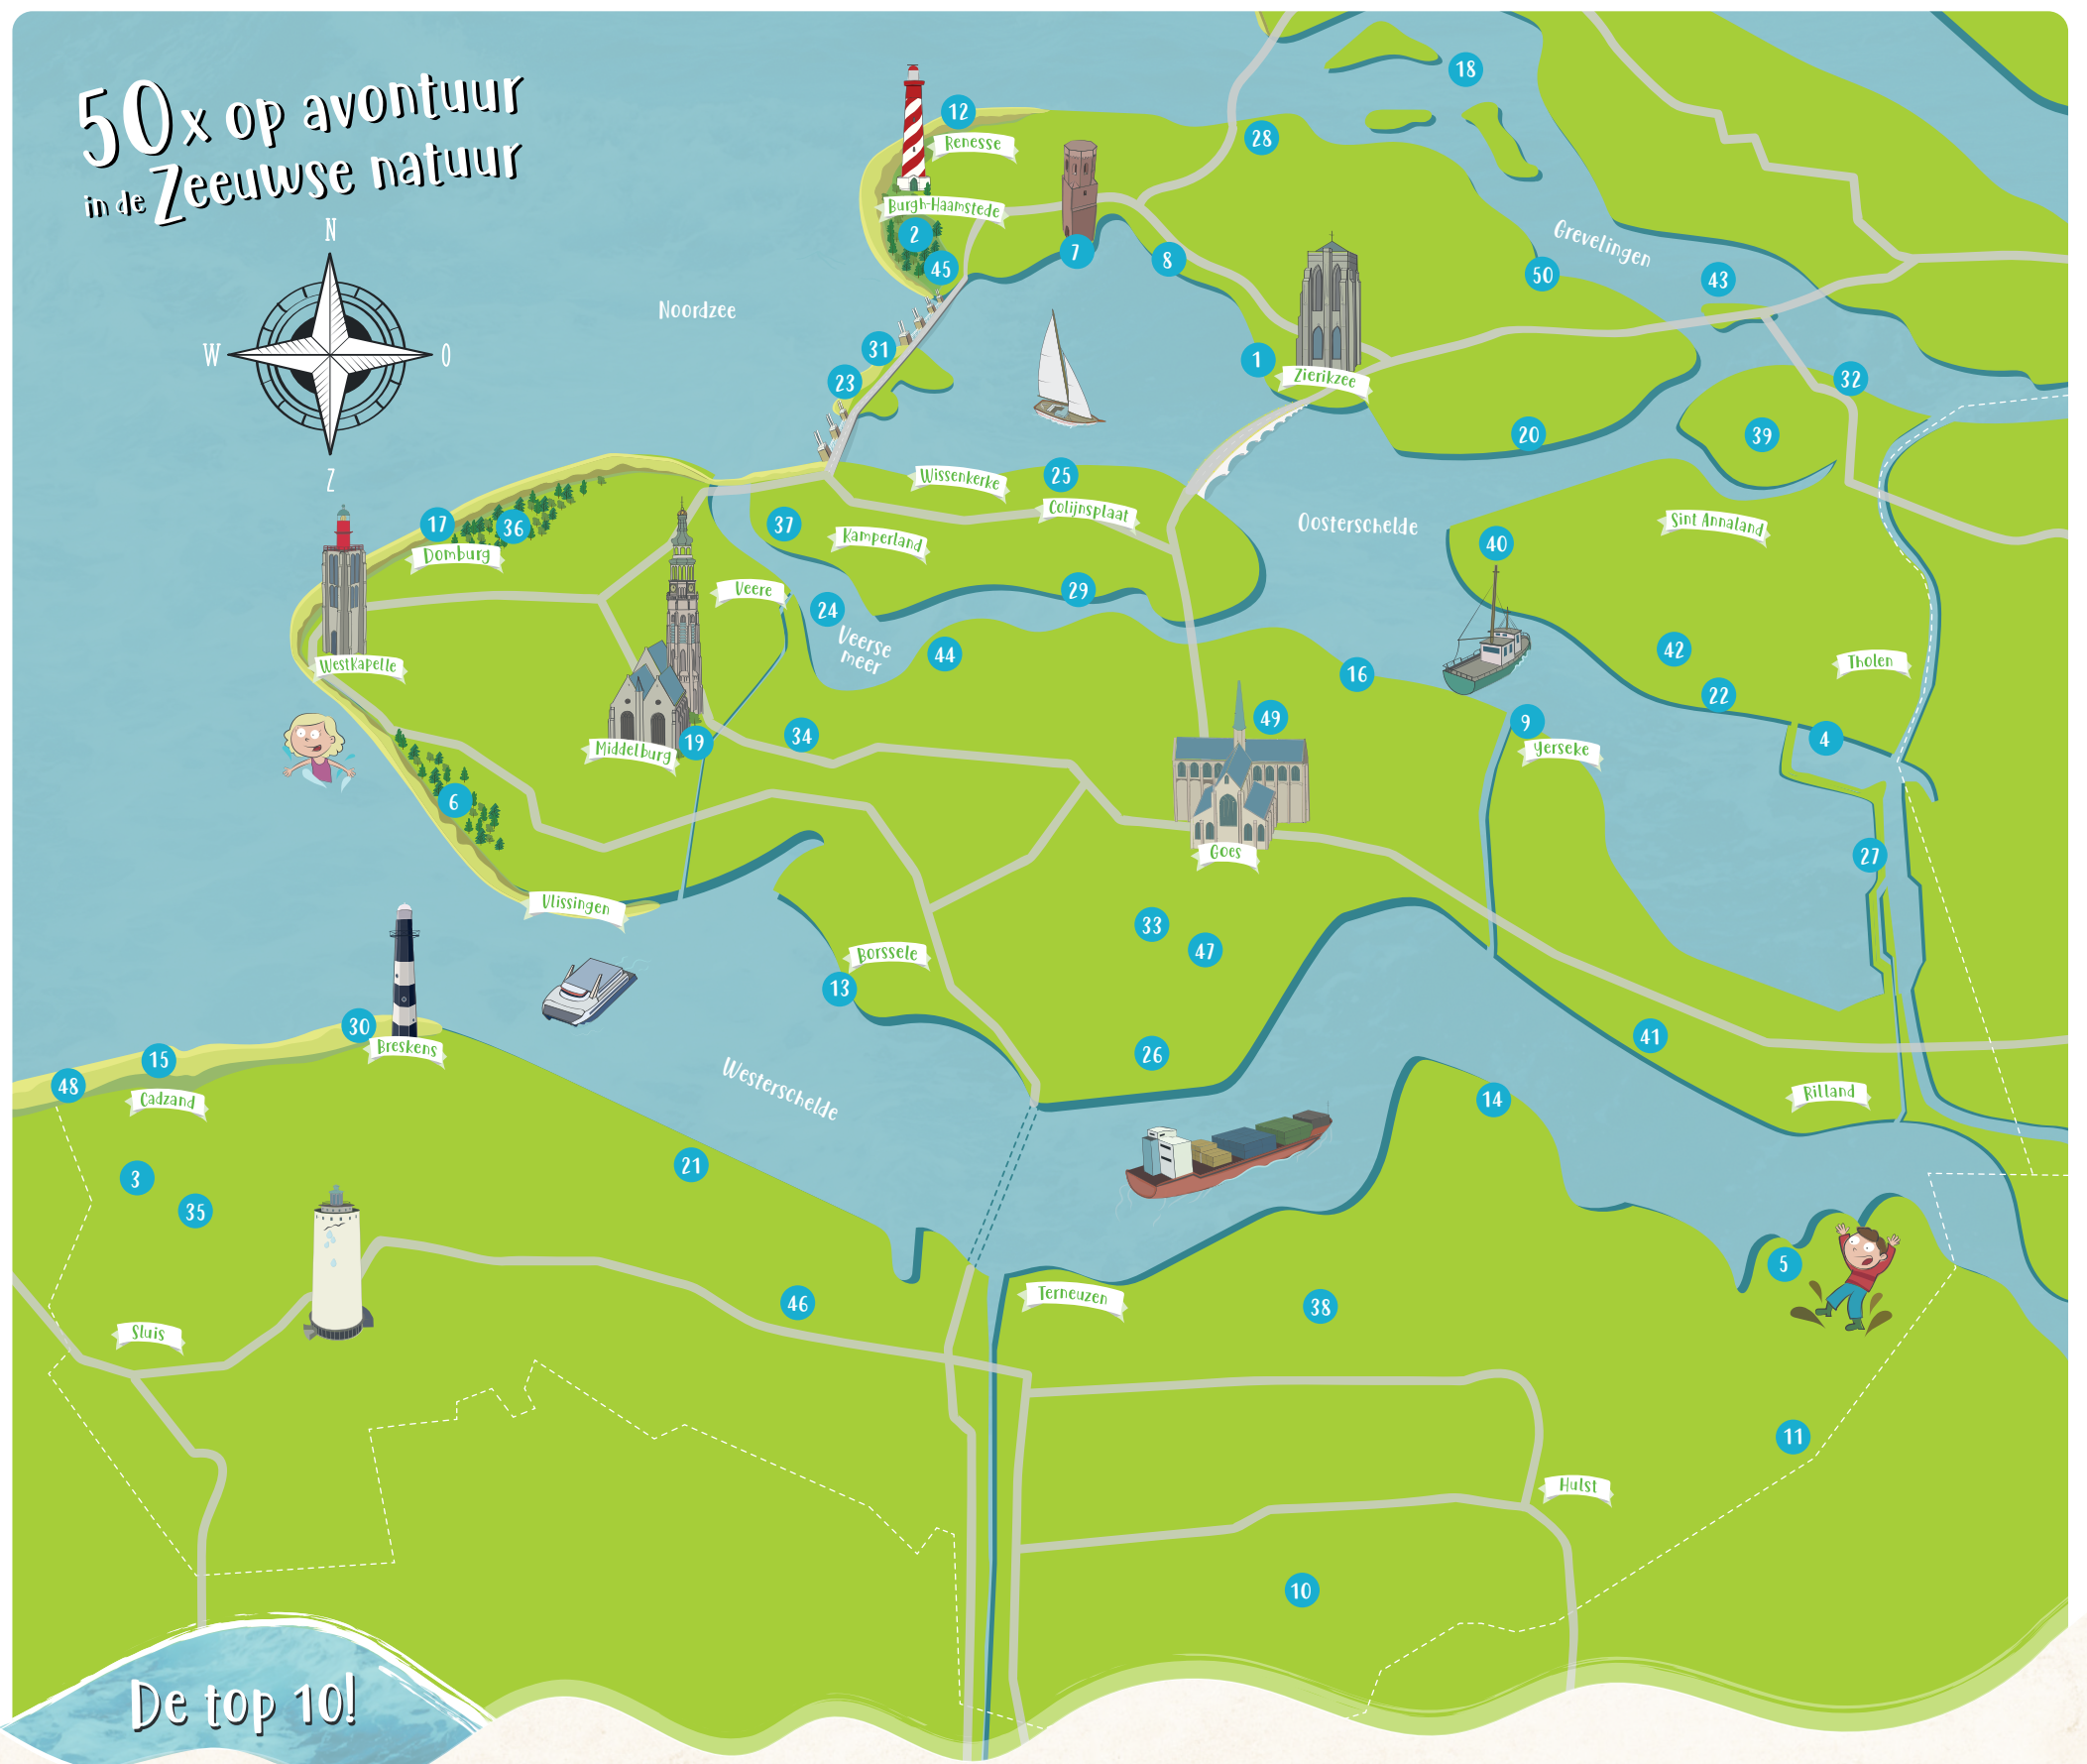 50x op avontuur
in de Zeeuwse natuur
N
W
O
Z
18
12
Renesse
28
Burgh-Haamstede
2
45
7
8
Grevelingen
50
43
Noordzee
31
23
1
Zierikzee
32
20
39
Wissenkerke
25
Colijnsplaat
17
36
Domburg
37
Kamperland
Oosterschelde
Sint Annaland
40
Veere
24
29
Veerse
meer
44
Westkapelle
42
Tholen
16
22
Middelburg
19
34
49
9
Yerseke
4
6
Goes
27
Vlissingen
33
47
Borssele
13
30
Breskens
15
48
Cadzand
26
41
Westerschelde
14
Rilland
3
35
21
5
46
Terneuzen
38
Sluis
11
Hulst
10
De top 10!